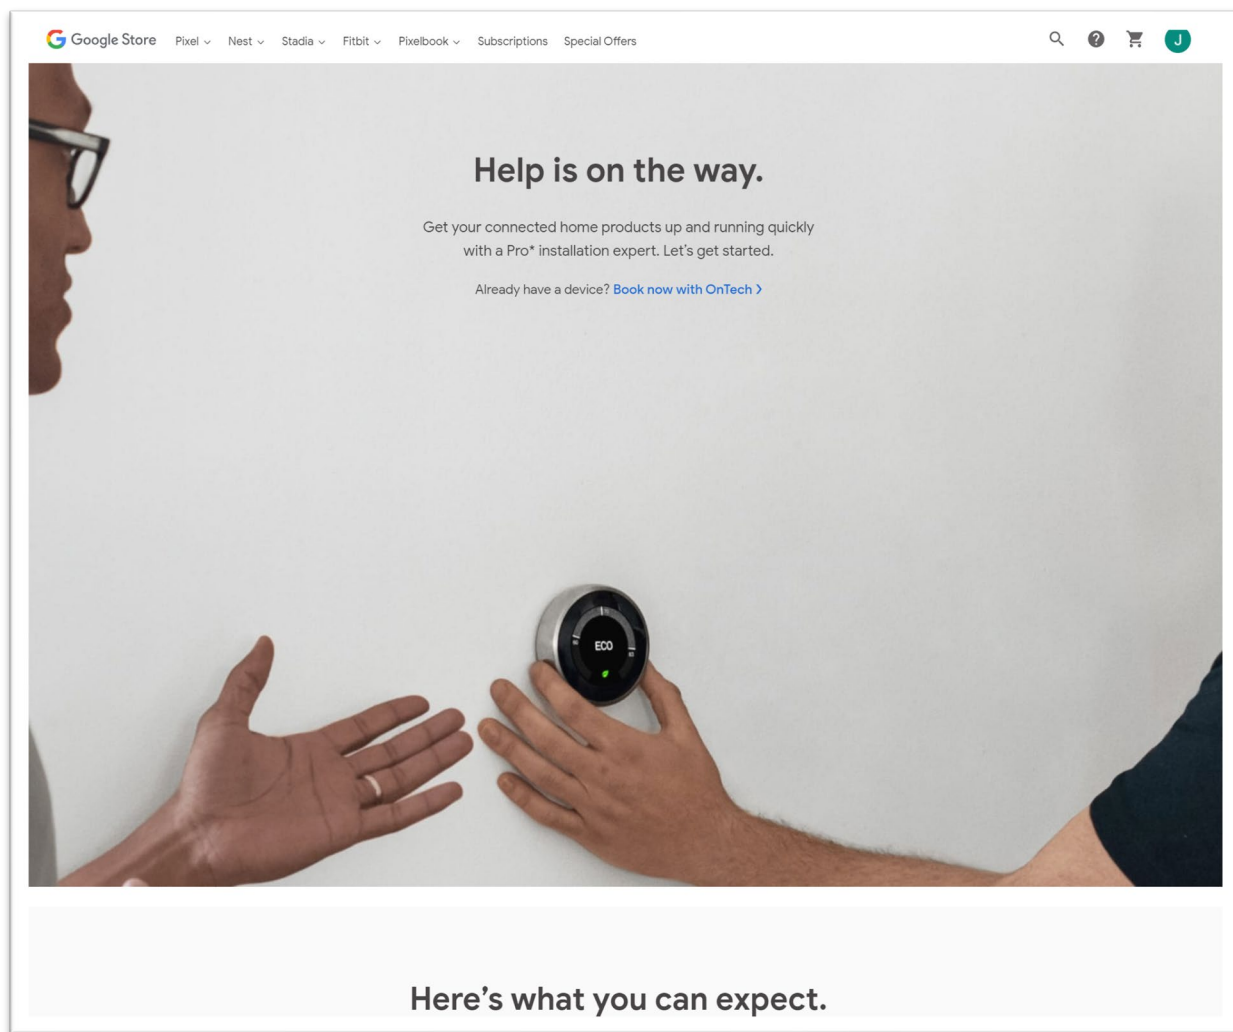 Google Store Pixel Nest Stadia Fitbit Pixelbook Subscriptions Special Offers J
Help is on the way.
Get your connected home products up and running quickly
with a Pro* installation expert. Let's get started.
Already have a device? Book now with OnTech >
ECO
Here's what you can expect.